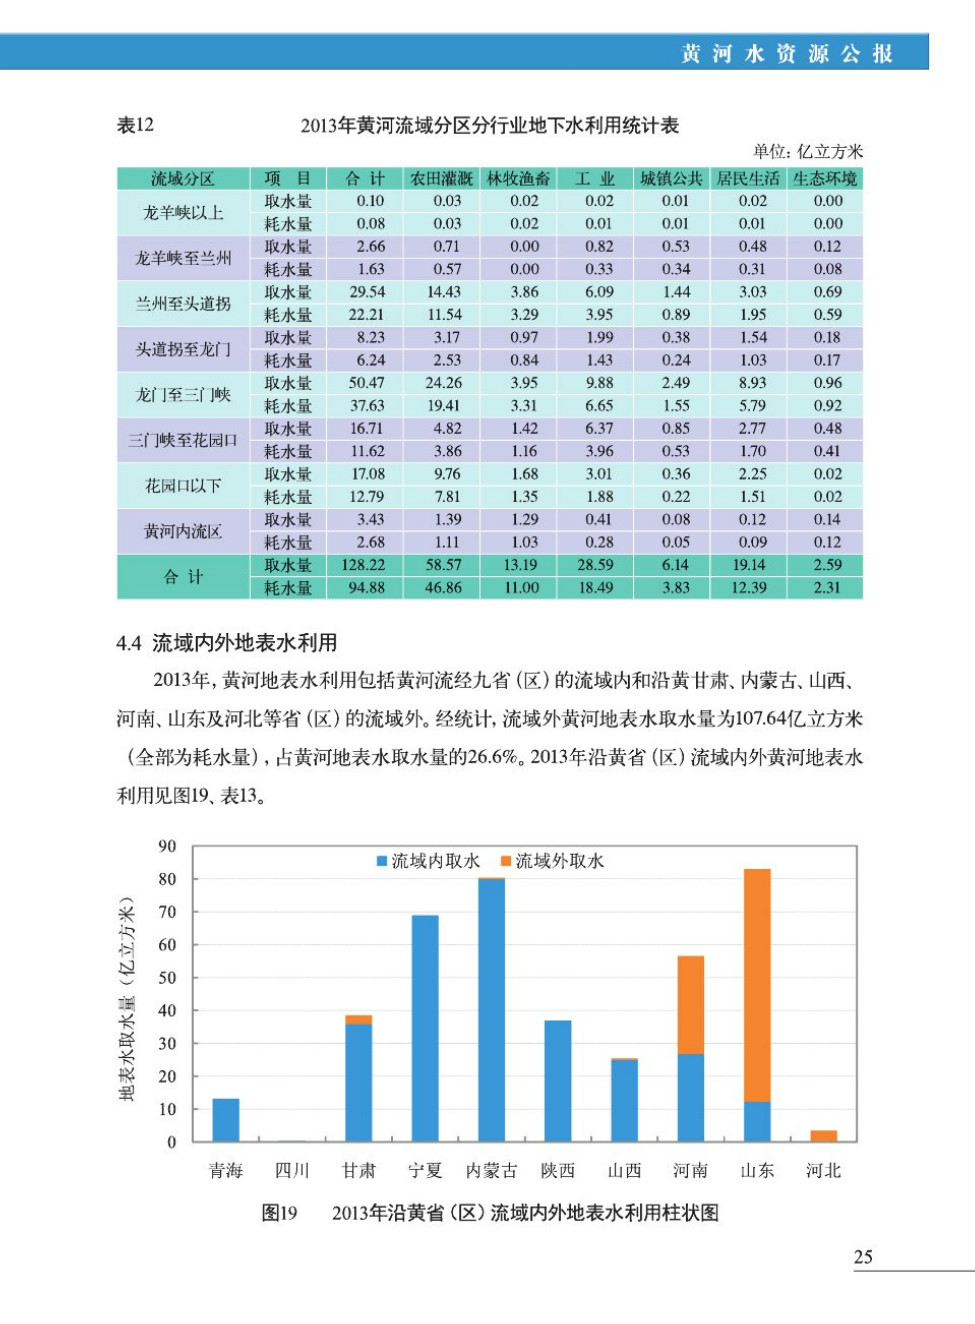 黄河水资源公报
表12 2013年黄河流域分区分行业地下水利用统计表
单位：亿立方米
流域分区 项 目 合 计 农田灌溉 林牧渔畜 工 业 城镇公共 居民生活 生态环境
龙羊峡以上 取水量 0.10 0.03 0.02 0.02 0.01 0.02 0.00
耗水量 0.08 0.03 0.02 0.01 0.01 0.01 0.00
龙羊峡至兰州 取水量 2.66 0.71 0.00 0.82 0.53 0.48 0.12
耗水量 1.63 0.57 0.00 0.33 0.34 0.31 0.08
兰州至头道拐 取水量 29.54 14.43 3.86 6.09 1.44 3.03 0.69
耗水量 22.21 11.54 3.29 3.95 0.89 1.95 0.59
头道拐至龙门 取水量 8.23 3.17 0.97 1.99 0.38 1.54 0.18
耗水量 6.24 2.53 0.84 1.43 0.24 1.03 0.17
龙门至三门峡 取水量 50.47 24.26 3.95 9.88 2.49 8.93 0.96
耗水量 37.63 19.41 3.31 6.65 1.55 5.79 0.92
三门峡至花园口 取水量 16.71 4.82 1.42 6.37 0.85 2.77 0.48
耗水量 11.62 3.86 1.16 3.96 0.53 1.70 0.41
花园口以下 取水量 17.08 9.76 1.68 3.01 0.36 2.25 0.02
耗水量 12.79 7.81 1.35 1.88 0.22 1.51 0.02
黄河内流区 取水量 3.43 1.39 1.29 0.41 0.08 0.12 0.14
耗水量 2.68 1.11 1.03 0.28 0.05 0.09 0.12
合 计 取水量 128.22 58.57 13.19 28.59 6.14 19.14 2.59
耗水量 94.88 46.86 11.00 18.49 3.83 12.39 2.31
4.4 流域内外地表水利用
2013年，黄河地表水利用包括黄河流经九省（区）的流域内和沿黄甘肃、内蒙古、山西、
河南、山东及河北等省（区）的流域外。经统计，流域外黄河地表水取水量为107.64亿立方米
（全部为耗水量），占黄河地表水取水量的26.6%。2013年沿黄省（区）流域内外黄河地表水
利用见图19、表13。
流域内取水 流域外取水
地表水取水量（亿立方米）
90
80
70
60
50
40
30
20
10
0
青海 四川 甘肃 宁夏 内蒙古 陕西 山西 河南 山东 河北
图19 2013年沿黄省（区）流域内外地表水利用柱状图
25